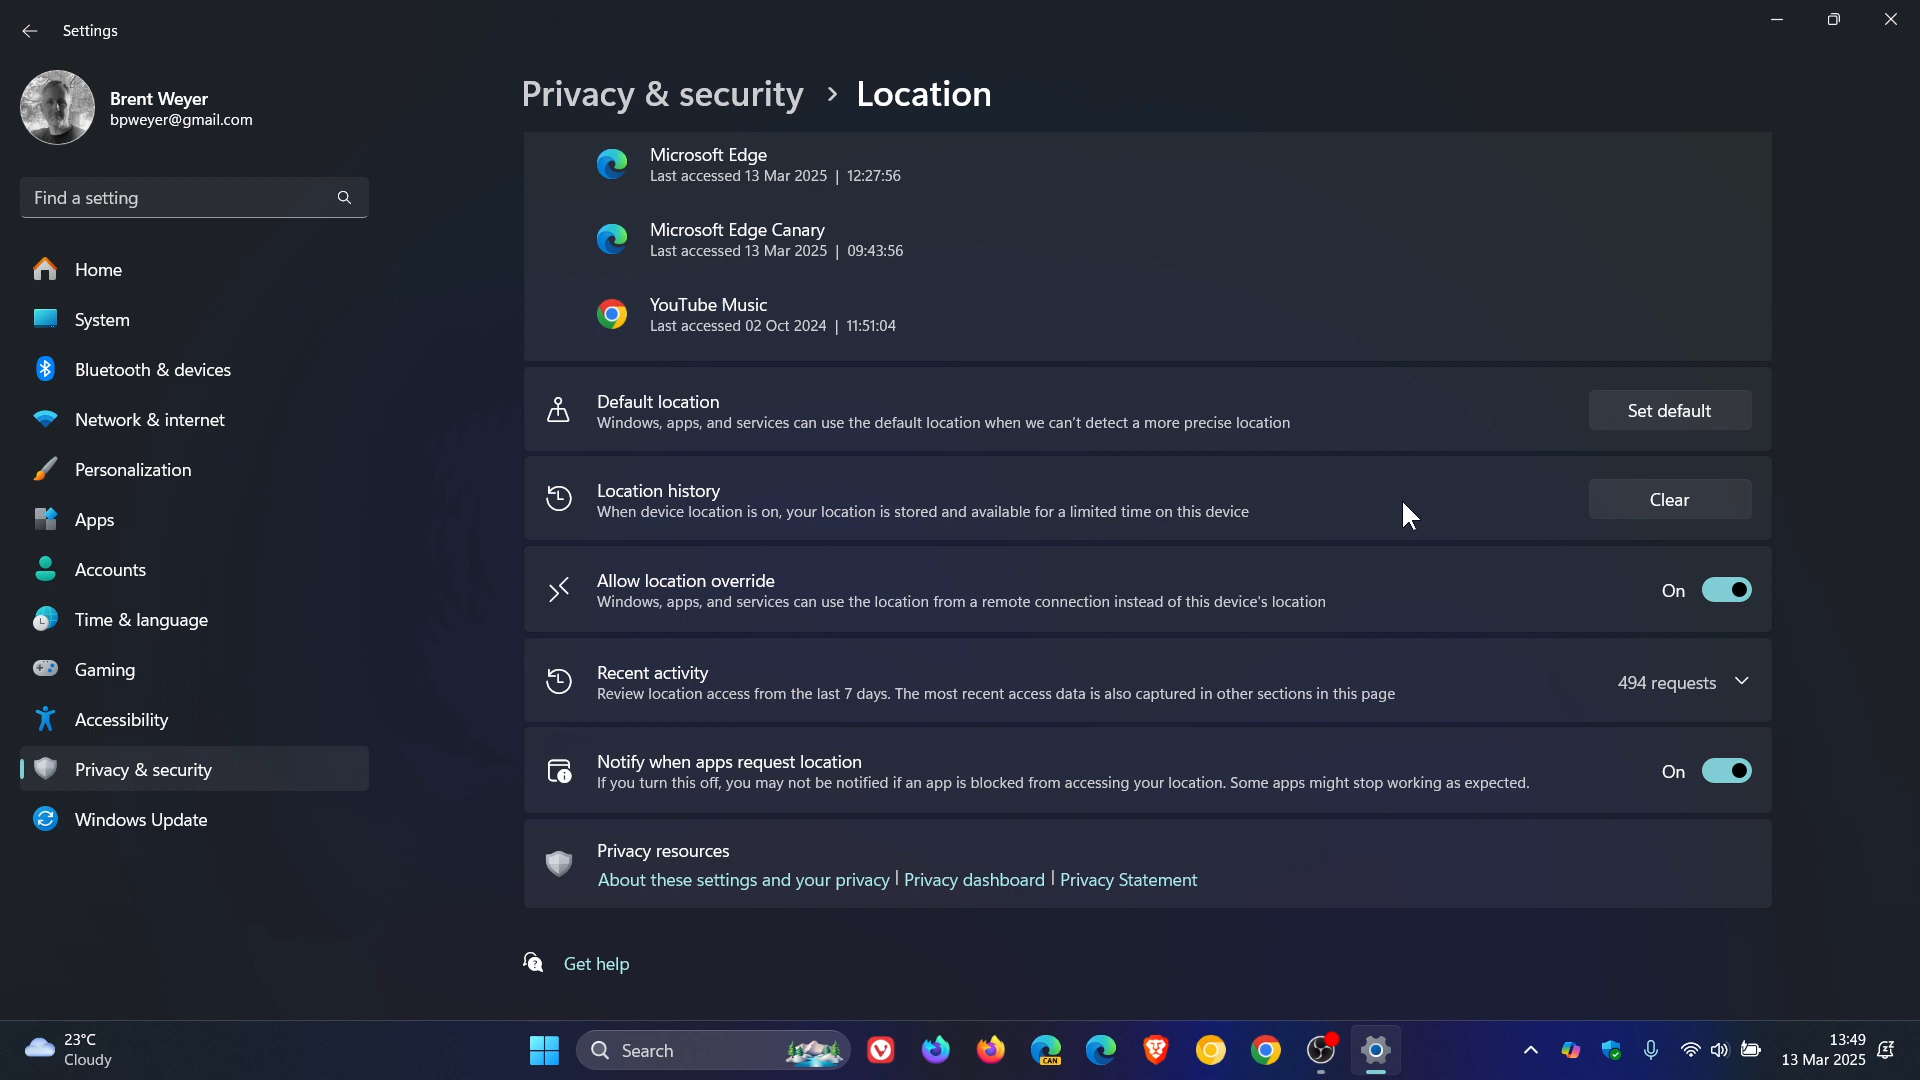 Settings
Brent Weyer
bpweyer@gmail.com
Find a setting
Home
System
Bluetooth & devices
Network & internet
Personalization
Apps
Accounts
Time & language
Gaming
Accessibility
Privacy & security
Windows Update
Privacy & security > Location
Microsoft Edge
Last accessed 13 Mar 2025 | 12:27:56
Microsoft Edge Canary
Last accessed 13 Mar 2025 | 09:43:56
YouTube Music
Last accessed 02 Oct 2024 | 11:51:04
Default location
Windows, apps, and services can use the default location when we can't detect a more precise location
Set default
Location history
When device location is on, your location is stored and available for a limited time on this device
Clear
Allow location override
Windows, apps, and services can use the location from a remote connection instead of this device's location
On
Recent activity
Review location access from the last 7 days. The most recent access data is also captured in other sections in this page
494 requests
Notify when apps request location
If you turn this off, you may not be notified if an app is blocked from accessing your location. Some apps might stop working as expected.
On
Privacy resources
About these settings and your privacy | Privacy dashboard | Privacy Statement
Get help
23°C
Cloudy
Search
CAN
13:49
13 Mar 2025